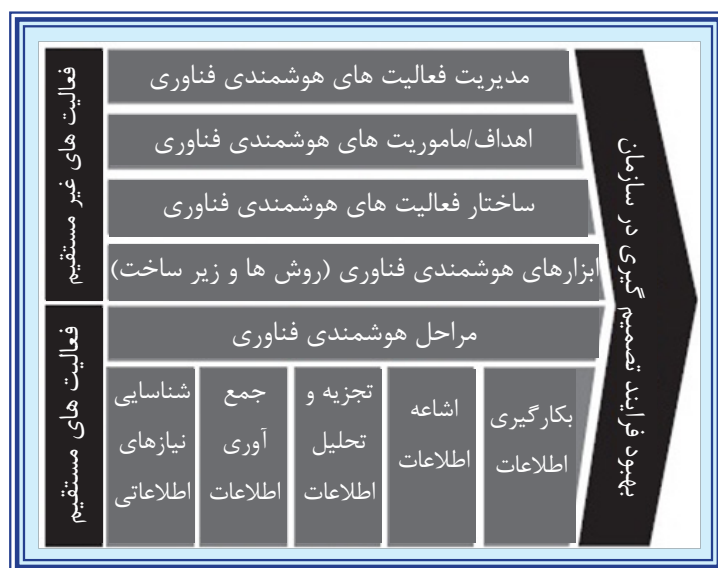 فعالیت های غیر مستقیم
مدیریت فعالیت های هوشمندی فناوری
اهداف/ماموریت های هوشمندی فناوری
ساختار فعالیت های هوشمندی فناوری
ابزارهای هوشمندی فناوری (روش ها و زیر ساخت)
فعالیت های مستقیم
مراحل هوشمندی فناوری
شناسایی
نیازهای
اطلاعاتی
جمع
آوری
اطلاعات
تجزیه و
تحلیل
اطلاعات
اشاعه
اطلاعات
بکارگیری
اطلاعات
بهبود فرایند تصمیم گیری در سازمان